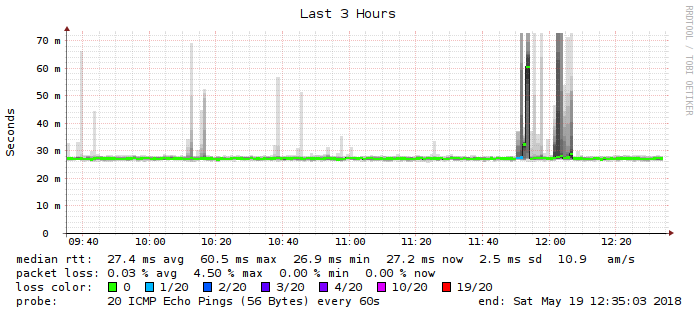 Last 3 Hours
RRDTOOL / TOBI OETIKER
Seconds
70 m
60 m
50 m
40 m
30 m
20 m
10 m
0
09:40 10:00 10:20 10:40 11:00 11:20 11:40 12:00 12:20
median rtt: 27.4 ms avg 60.5 ms max 26.9 ms min 27.2 ms now 2.5 ms sd 10.9 am/s
packet loss: 0.03 % avg 4.50 % max 0.00 % min 0.00 % now
loss color: 0 1/20 2/20 3/20 4/20 10/20 19/20
probe: 20 ICMP Echo Pings (56 Bytes) every 60s end: Sat May 19 12:35:03 2018